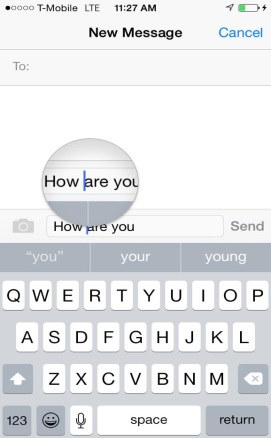 T-Mobile LTE 11:27 AM
New Message Cancel
To:
How are you
How are you Send
"you" your young
Q W E R T Y U I O P
A S D F G H J K L
Z X C V B N M
123 space return